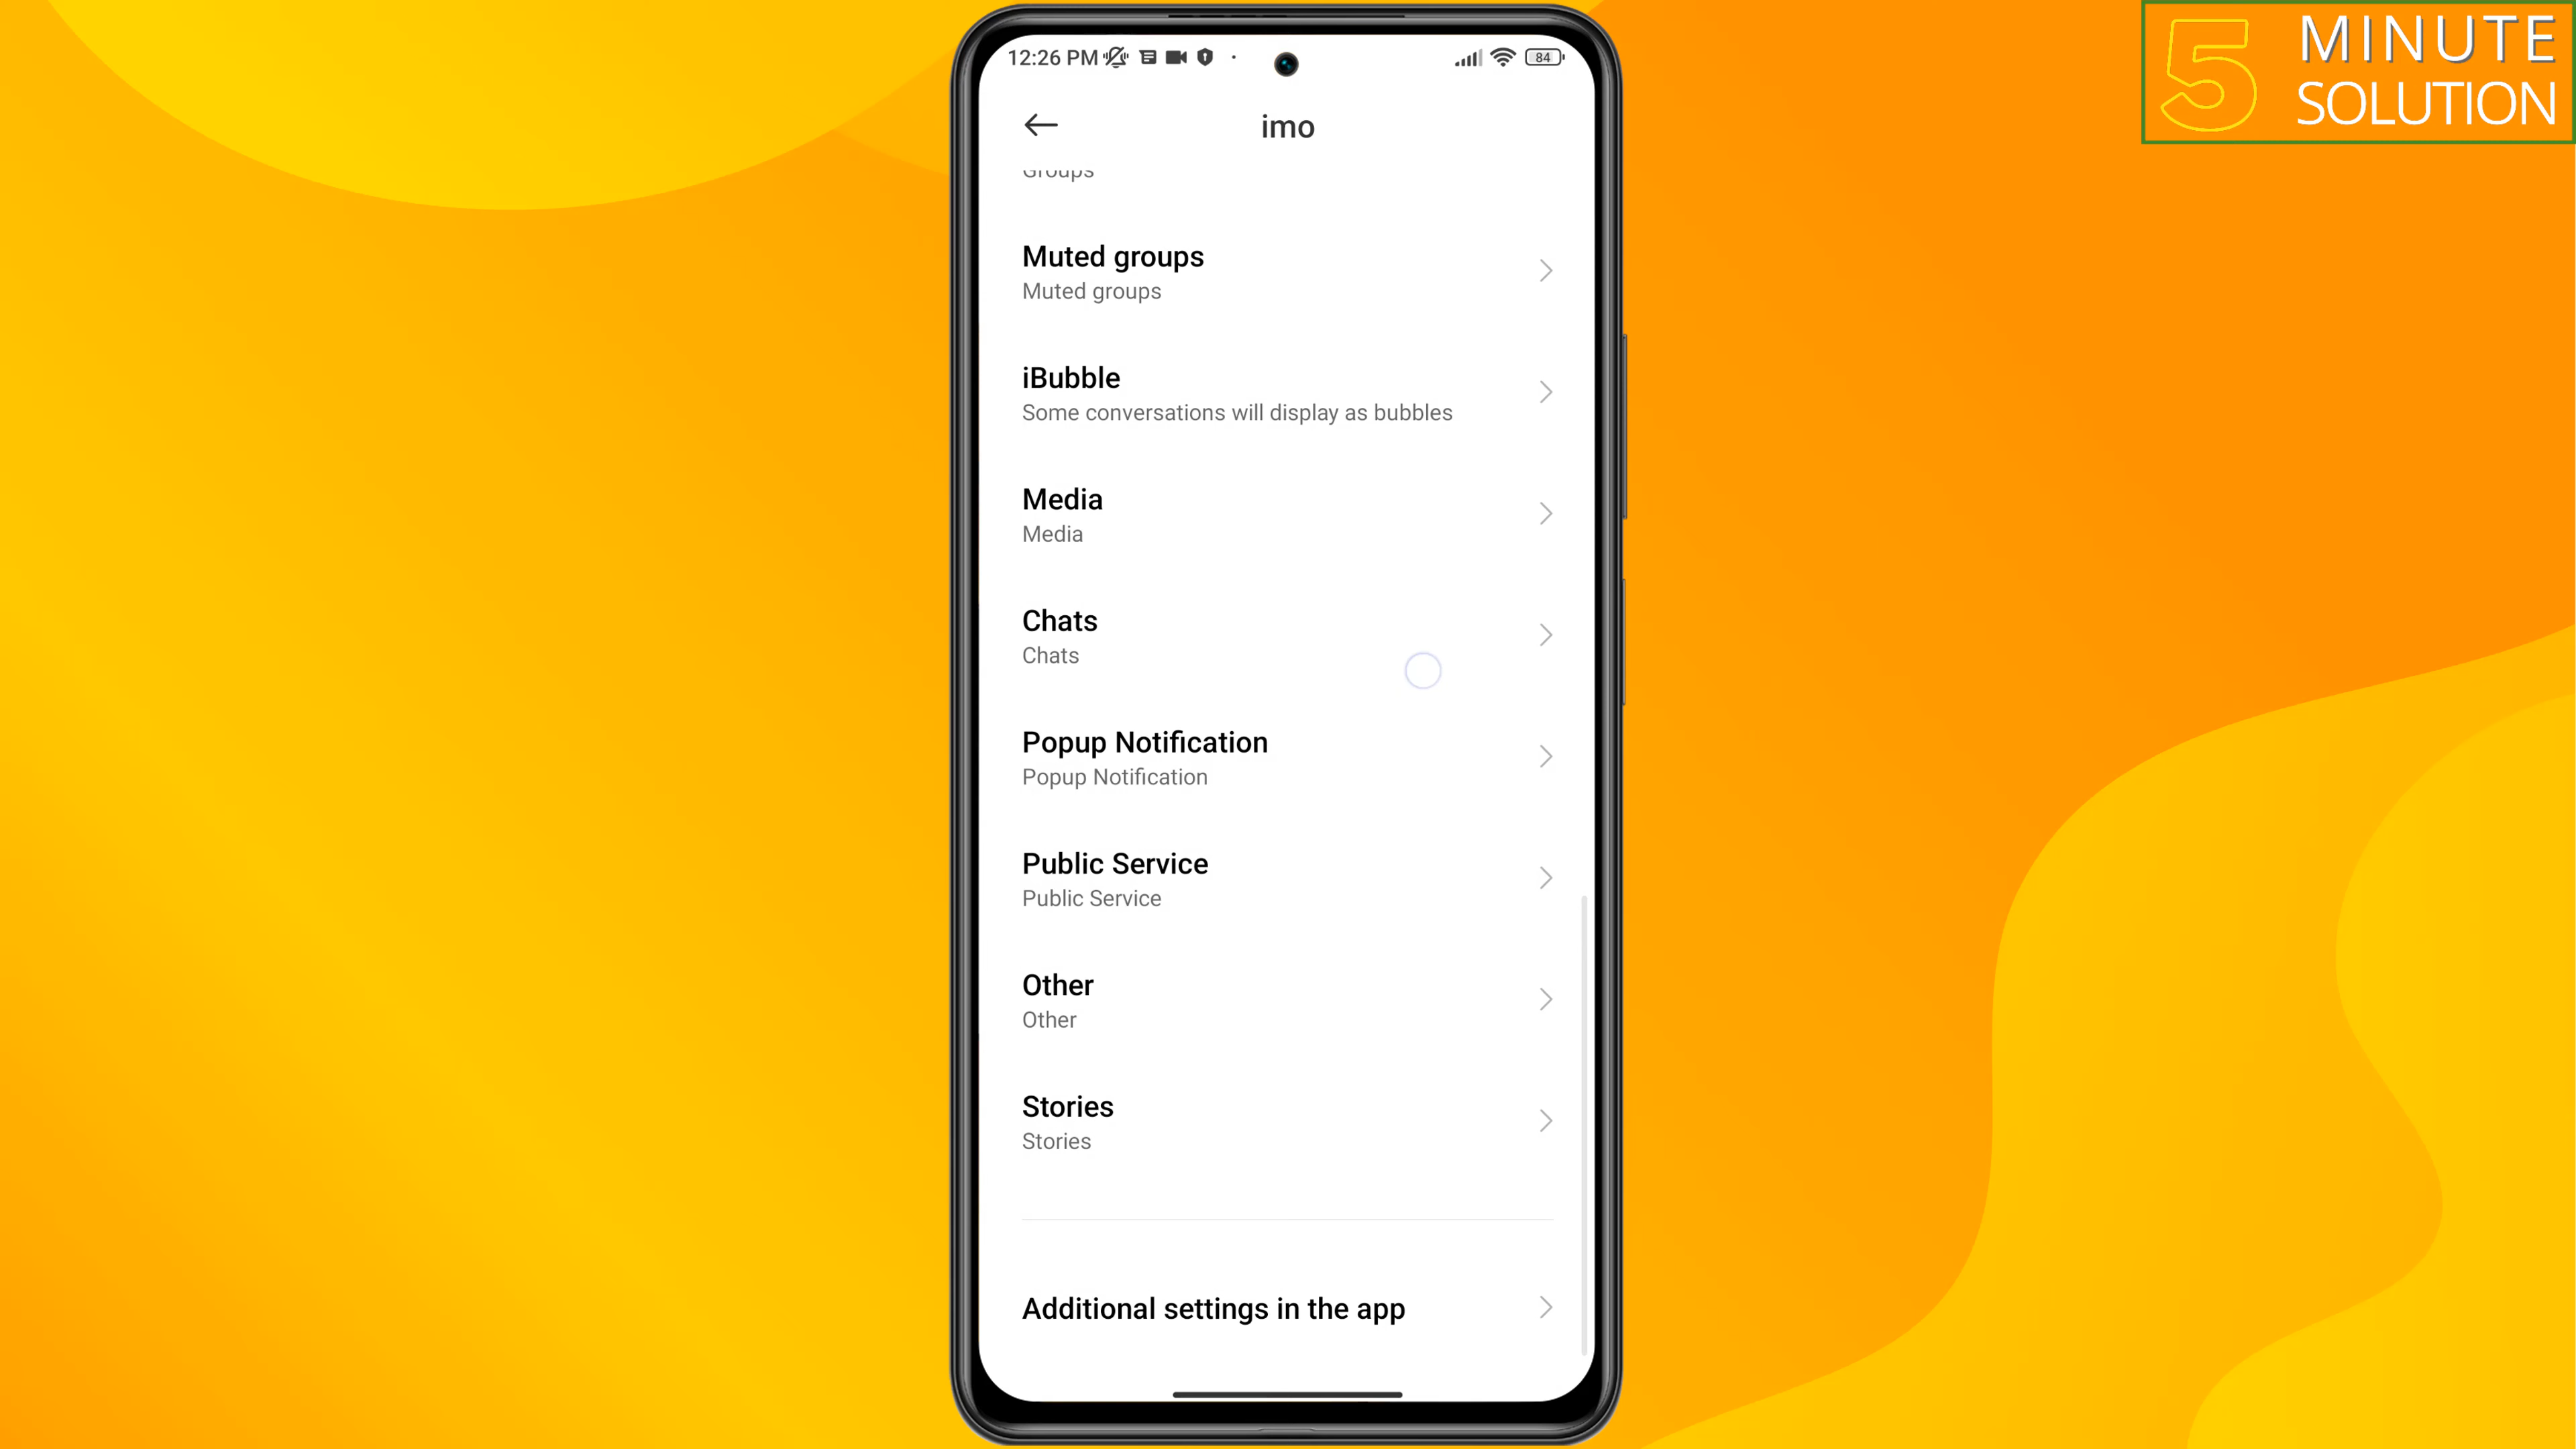 5 MINUTE
SOLUTION
12:26 PM
84
imo
Groups
Muted groups
Muted groups
iBubble
Some conversations will display as bubbles
Media
Media
Chats
Chats
Popup Notification
Popup Notification
Public Service
Public Service
Other
Other
Stories
Stories
Additional settings in the app